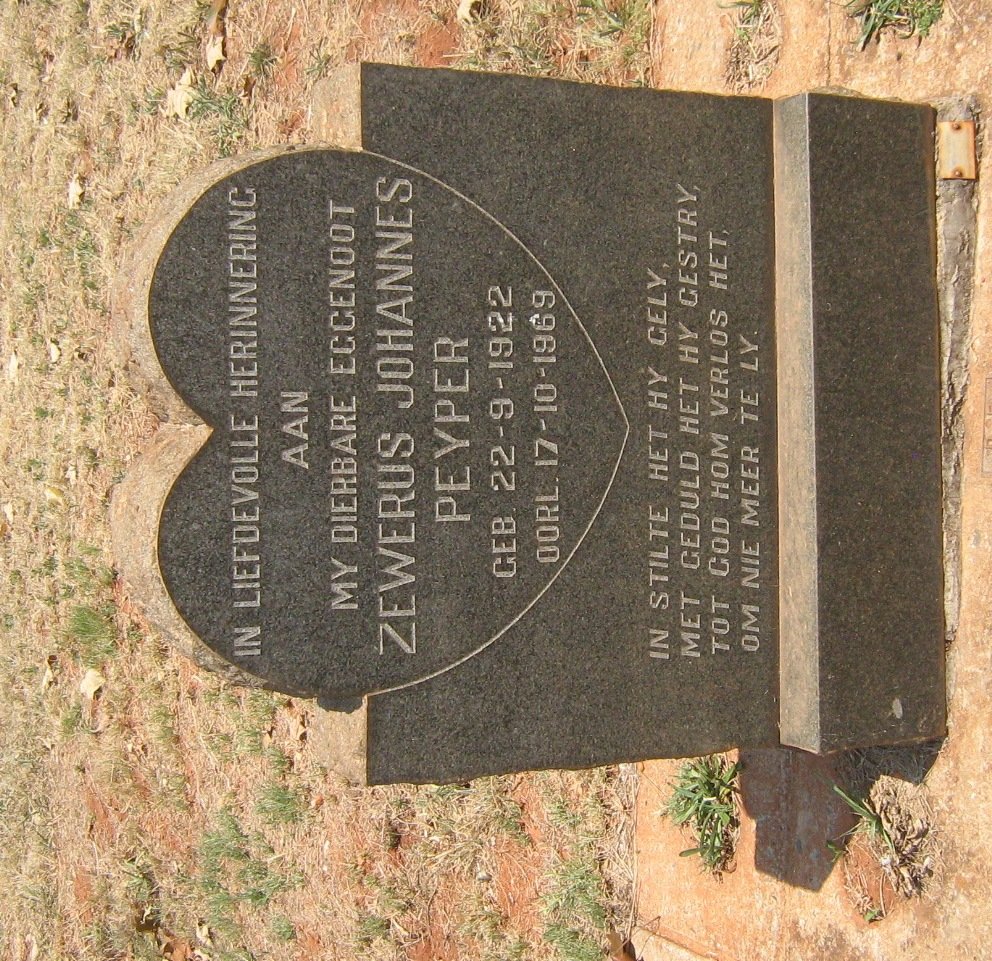 IN LIEFDEVOLLE HERINNERING
AAN
MY DIERBARE EGGENOOT
ZEWERUS JOHANNES
PEYPER
GEB. 22-9-1922
OORL. 17-10-1969
IN STILTE HET HY GELY,
MET GEDULD HET HY GESTRY,
TOT GOD HOM VERLOS HET,
OM NIE MEER TE LY.